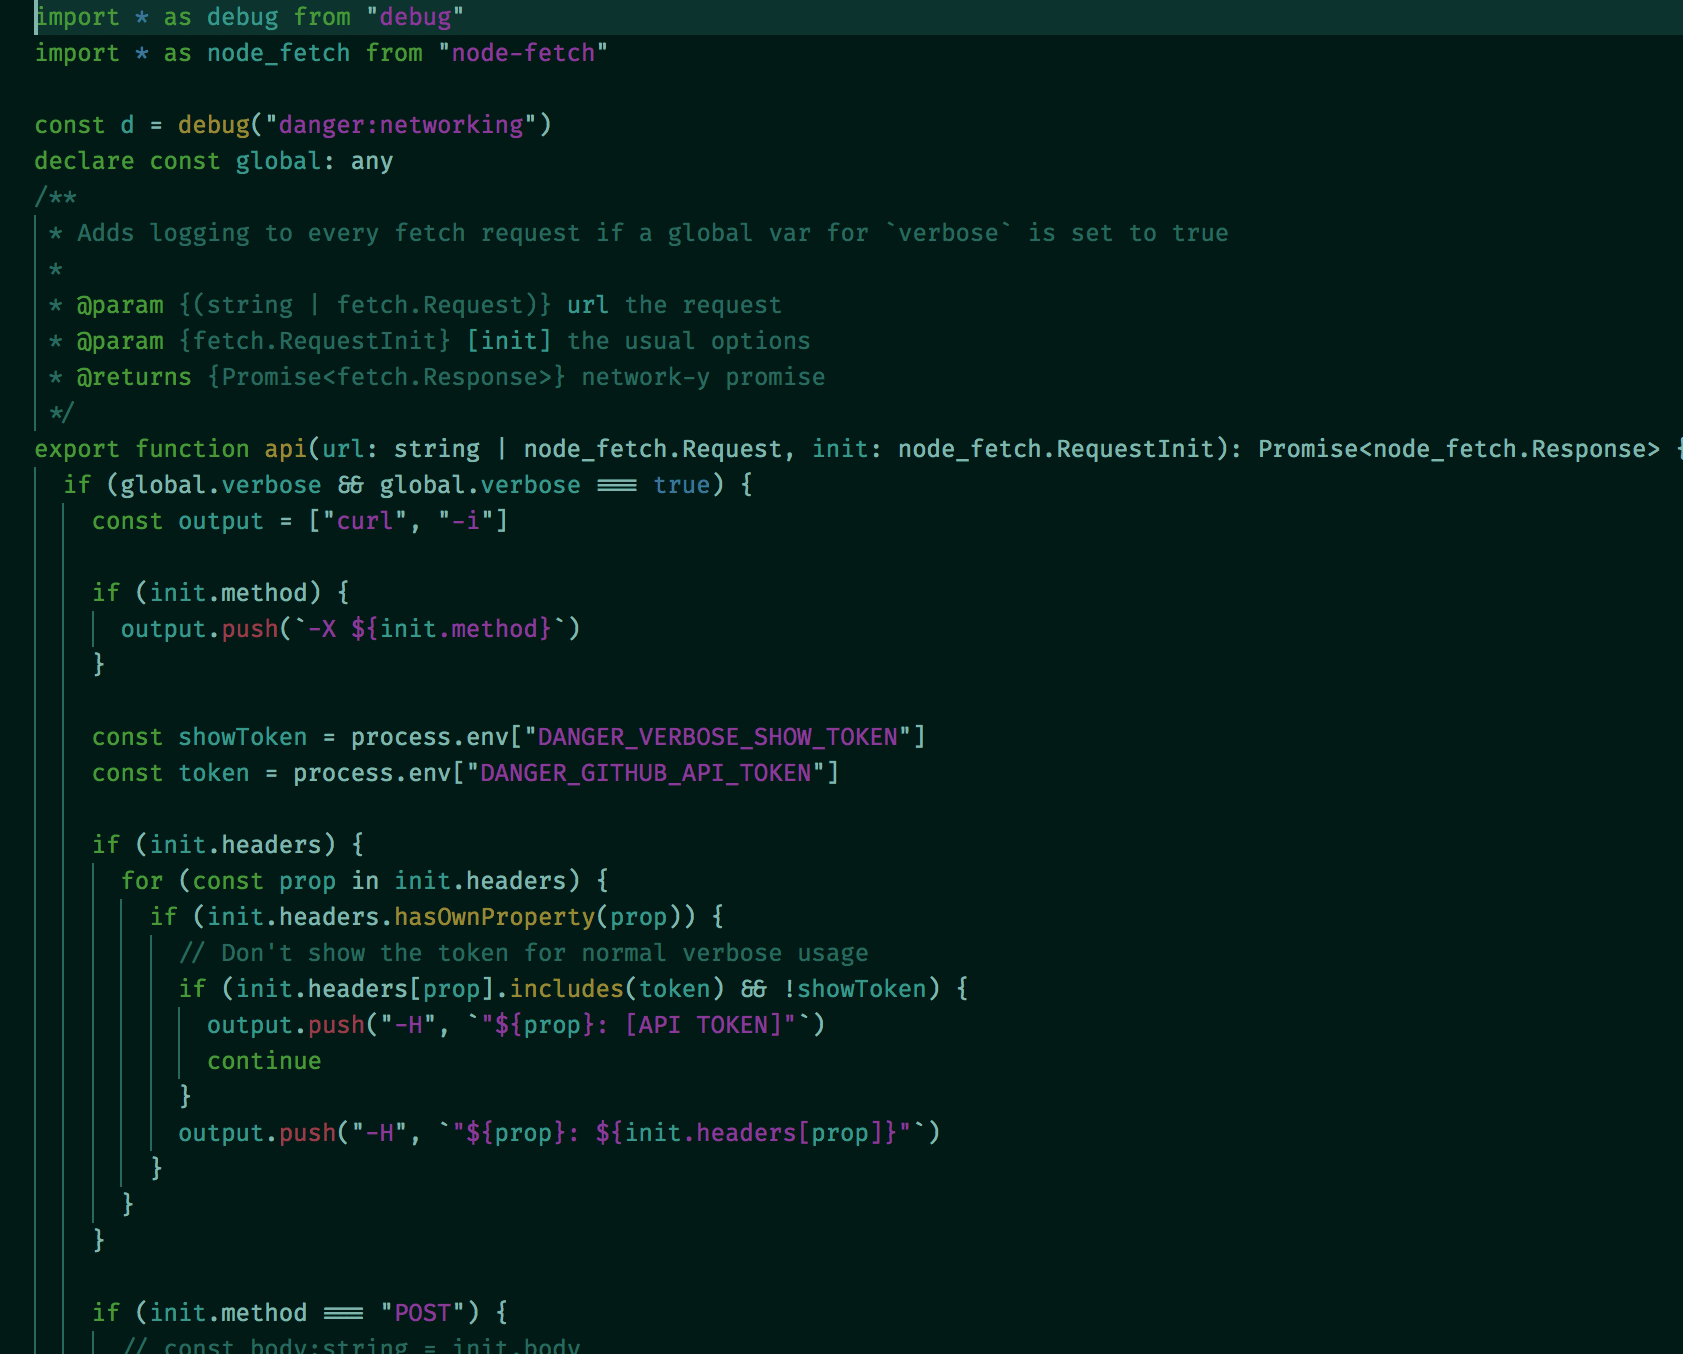 import * as debug from "debug"
import * as node_fetch from "node-fetch"
const d = debug("danger:networking")
declare const global: any
/**
* Adds logging to every fetch request if a global var for `verbose` is set to true
*
* @param {(string | fetch.Request)} url the request
* @param {fetch.RequestInit} [init] the usual options
* @returns {Promise<fetch.Response>} network-y promise
*/
export function api(url: string | node_fetch.Request, init: node_fetch.RequestInit): Promise<node_fetch.Response> {
if (global.verbose && global.verbose === true) {
const output = ["curl", "-i"]
if (init.method) {
output.push(`-X ${init.method}`)
}
const showToken = process.env["DANGER_VERBOSE_SHOW_TOKEN"]
const token = process.env["DANGER_GITHUB_API_TOKEN"]
if (init.headers) {
for (const prop in init.headers) {
if (init.headers.hasOwnProperty(prop)) {
// Don't show the token for normal verbose usage
if (init.headers[prop].includes(token) && !showToken) {
output.push("-H", `"${prop}: [API TOKEN]"`)
continue
}
output.push("-H", `"${prop}: ${init.headers[prop]}"`)
}
}
}
if (init.method === "POST") {
// const body:string = init.body